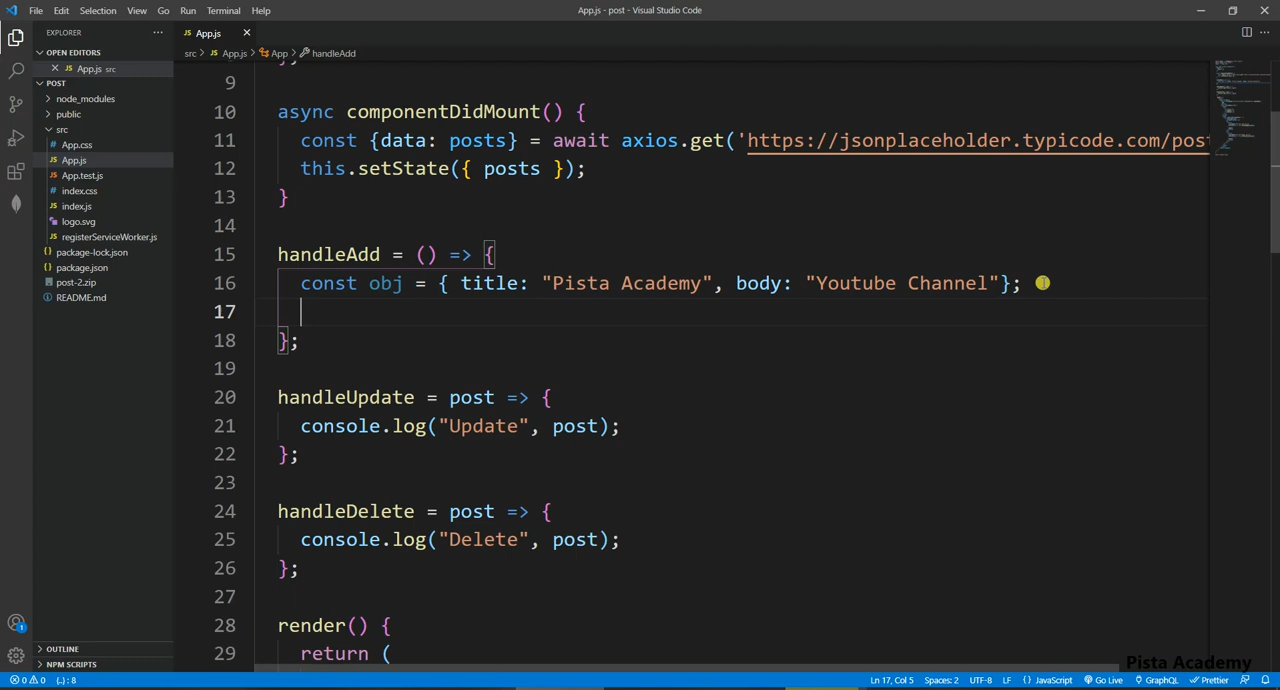 File Edit Selection View Go Run Terminal Help App.js - post - Visual Studio Code
EXPLORER
App.js
OPEN EDITORS
src App.js App handleAdd
App.js src
POST
node_modules
public
src
App.css
App.js
App.test.js
index.css
index.js
logo.svg
registerServiceWorker.js
package-lock.json
package.json
post-2.zip
README.md
OUTLINE
NPM SCRIPTS
9
10 async componentDidMount() {
11 const {data: posts} = await axios.get('https://jsonplaceholder.typicode.com/post
12 this.setState({ posts });
13 }
14
15 handleAdd = () => {
16 const obj = { title: "Pista Academy", body: "Youtube Channel"};
17
18 };
19
20 handleUpdate = post => {
21 console.log("Update", post);
22 };
23
24 handleDelete = post => {
25 console.log("Delete", post);
26 };
27
28 render() {
29 return (
Pista Academy
1
0 0 {..} : 8 Ln 17, Col 5 Spaces: 2 UTF-8 LF {} JavaScript Go Live GraphQL Prettier